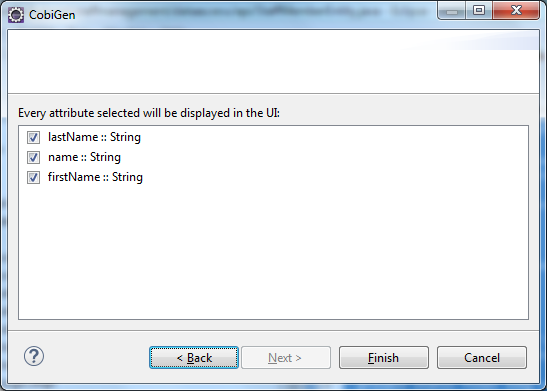 CobiGen
Every attribute selected will be displayed in the UI:
lastName :: String
name :: String
firstName :: String
?
< Back
Next >
Finish
Cancel